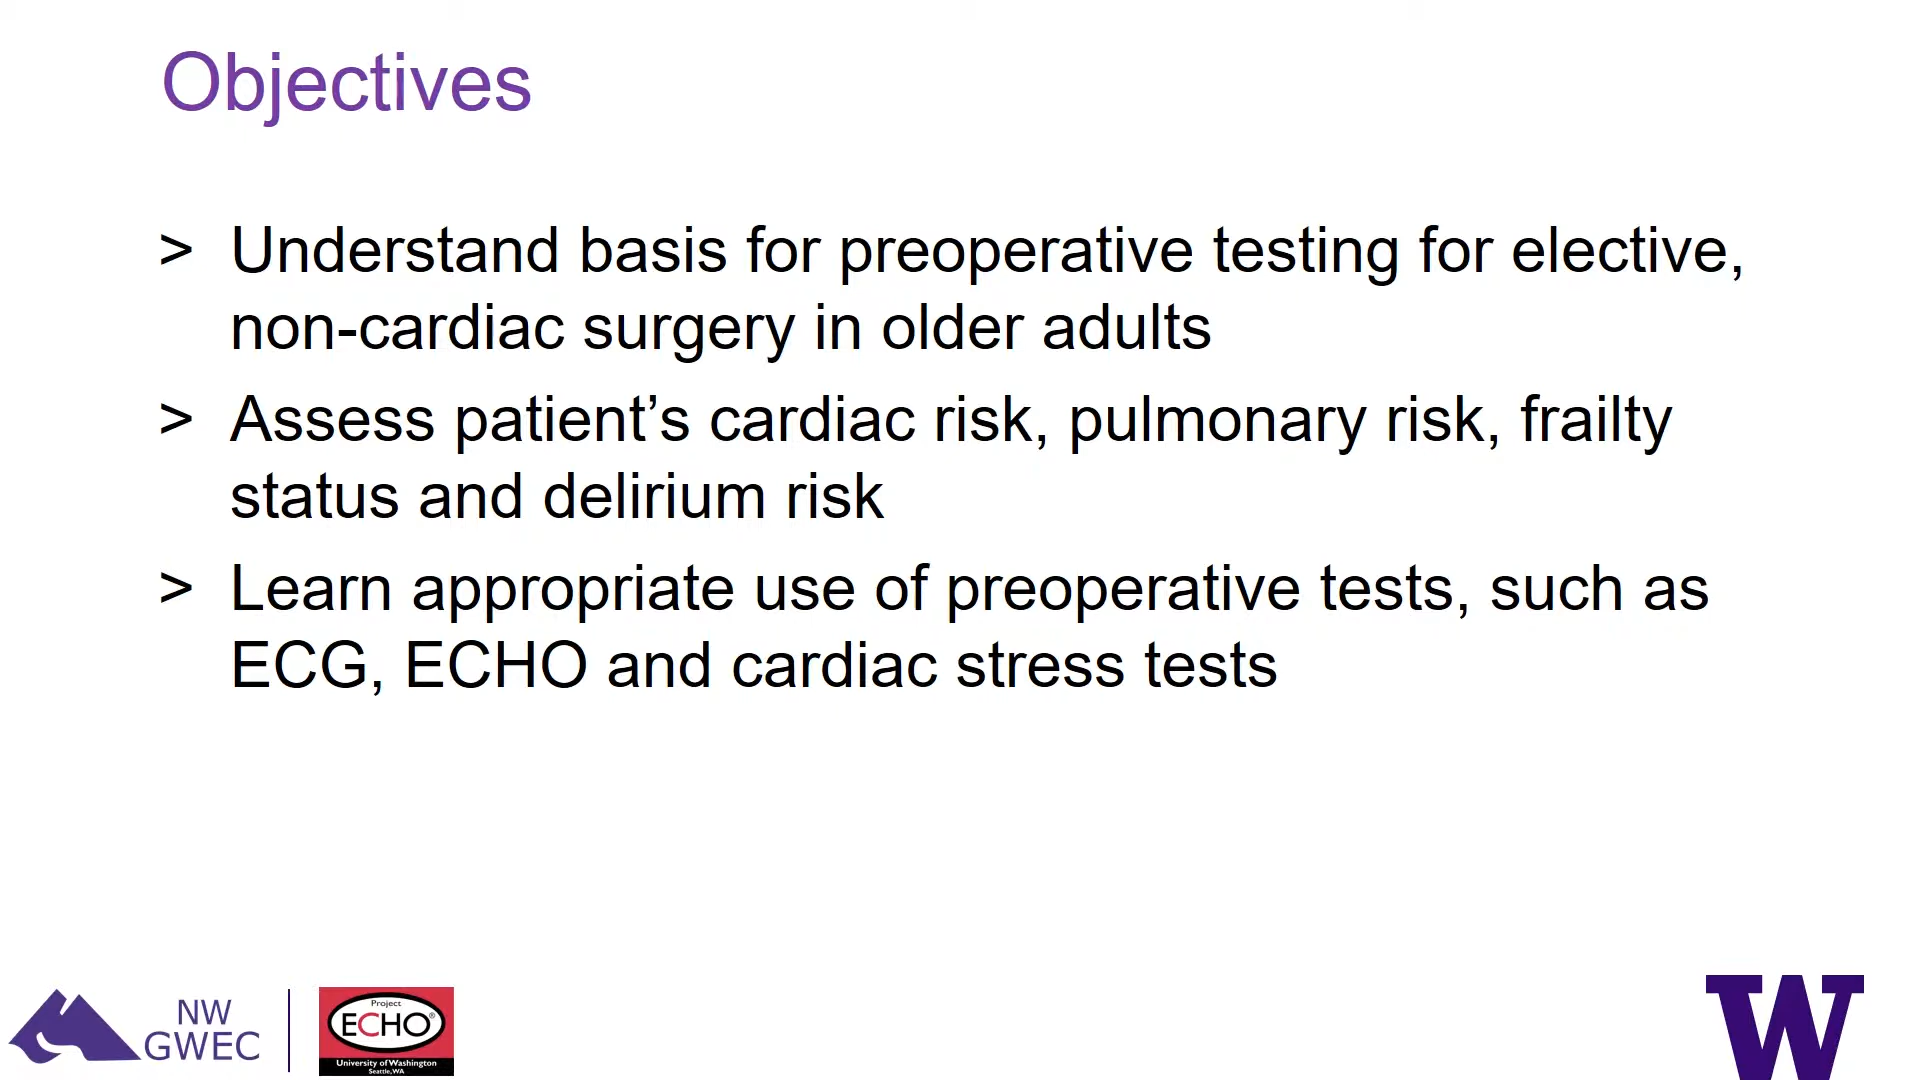 Objectives
> Understand basis for preoperative testing for elective,
non-cardiac surgery in older adults
> Assess patient’s cardiac risk, pulmonary risk, frailty
status and delirium risk
> Learn appropriate use of preoperative tests, such as
ECG, ECHO and cardiac stress tests
NW
GWEC
Project
ECHO®
University of Washington
Seattle, WA
W